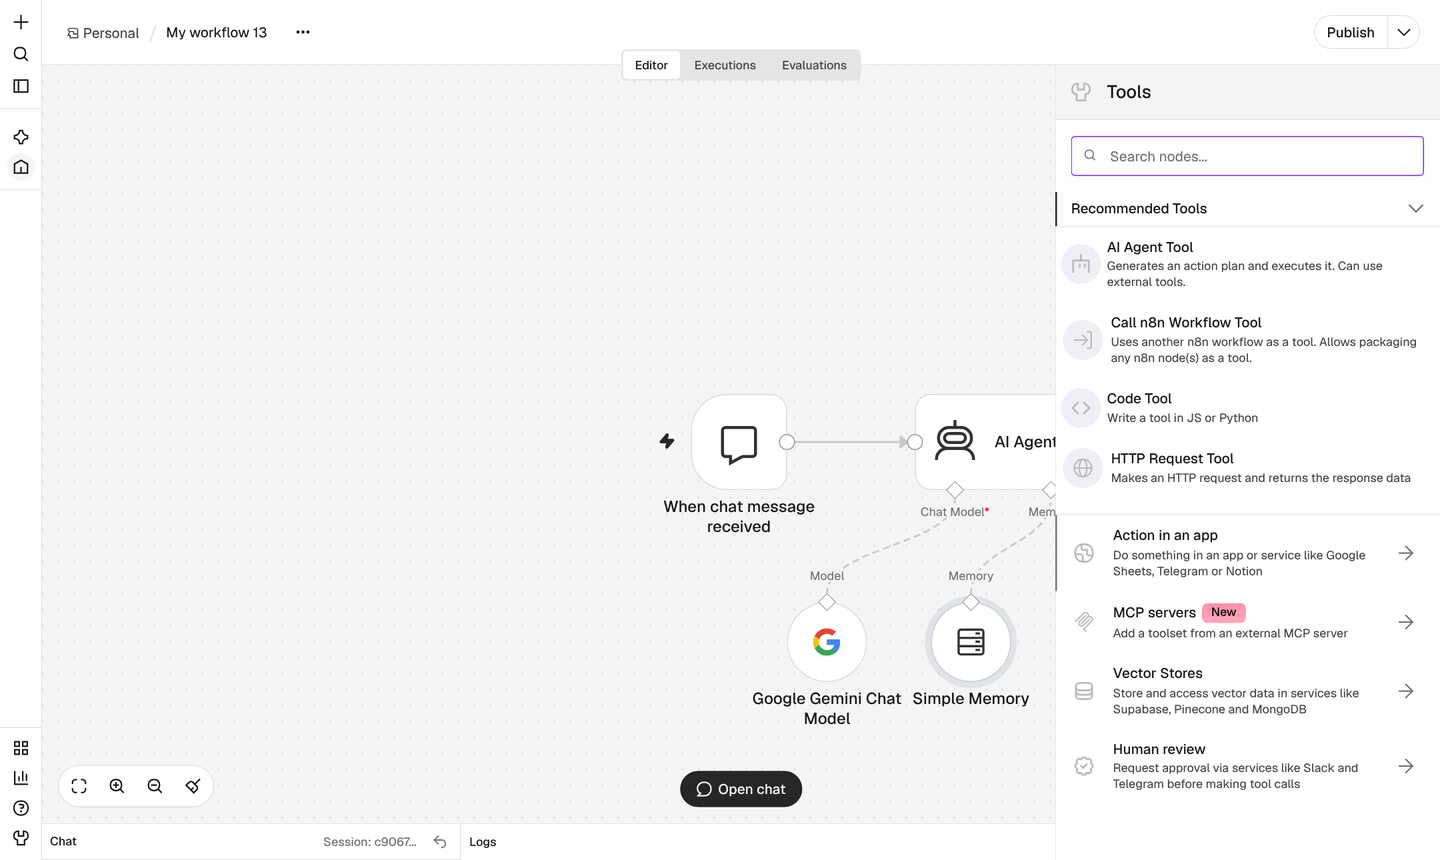 Personal / My workflow 13 ...
Publish
Editor
Executions
Evaluations
Tools
Search nodes...
Recommended Tools
AI Agent Tool
Generates an action plan and executes it. Can use
external tools.
Call n8n Workflow Tool
Uses another n8n workflow as a tool. Allows packaging
any n8n node(s) as a tool.
Code Tool
Write a tool in JS or Python
HTTP Request Tool
Makes an HTTP request and returns the response data
Action in an app
Do something in an app or service like Google
Sheets, Telegram or Notion
MCP servers New
Add a toolset from an external MCP server
Vector Stores
Store and access vector data in services like
Supabase, Pinecone and MongoDB
Human review
Request approval via services like Slack and
Telegram before making tool calls
When chat message
received
AI Agent
Chat Model*
Mem
Model
Memory
Google Gemini Chat
Model
Simple Memory
Open chat
Chat
Session: c9067...
Logs